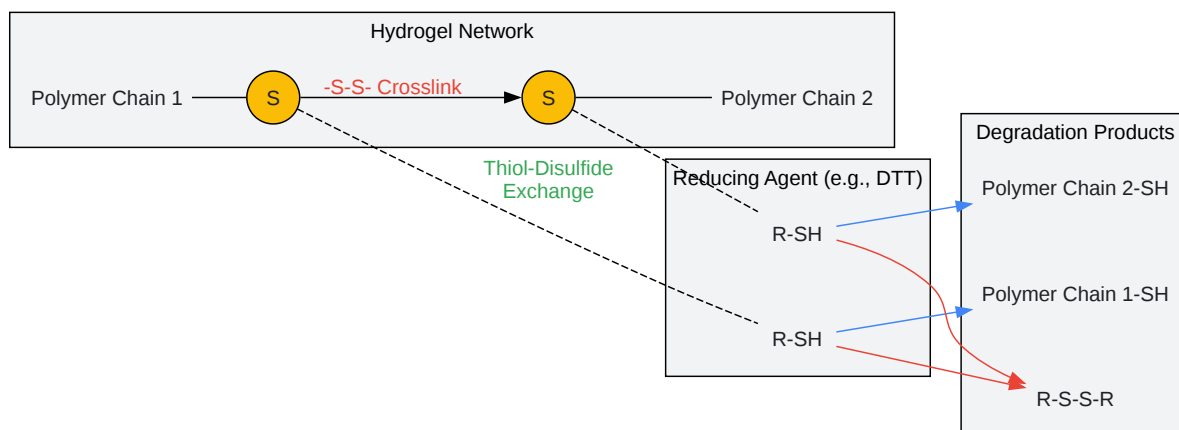 Hydrogel Network
Polymer Chain 1
S
-S-S- Crosslink
S
Polymer Chain 2
Thiol-Disulfide
Exchange
Reducing Agent (e.g., DTT)
R-SH
R-SH
Degradation Products
Polymer Chain 2-SH
Polymer Chain 1-SH
R-S-S-R